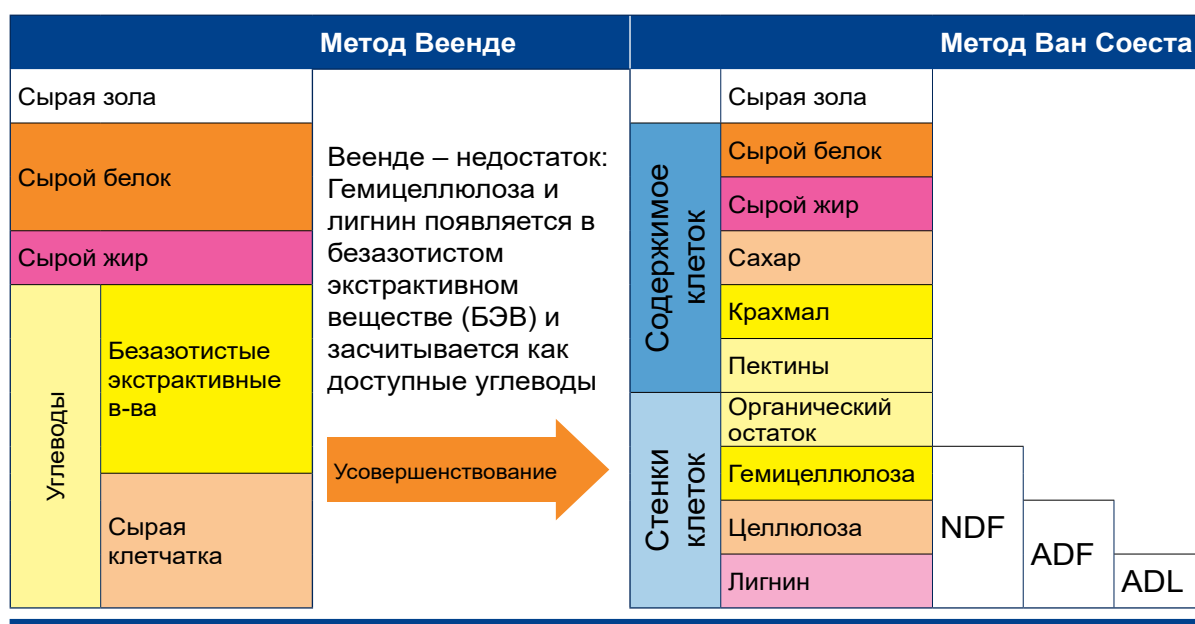 Метод Веенде
Метод Ван Соеста
Сырая зола
Сырой белок
Сырой жир
Углеводы
Безазотистые
экстрактивные
в-ва
Сырая
клетчатка
Веенде – недостаток:
Гемицеллюлоза и
лигнин появляется в
безазотистом
экстрактивном
веществе (БЭВ) и
засчитывается как
доступные углеводы
Усовершенствование
Содержимое
клеток
Стенки
клеток
Сырая зола
Сырой белок
Сырой жир
Сахар
Крахмал
Пектины
Органический
остаток
Гемицеллюлоза
Целлюлоза
Лигнин
NDF
ADF
ADL